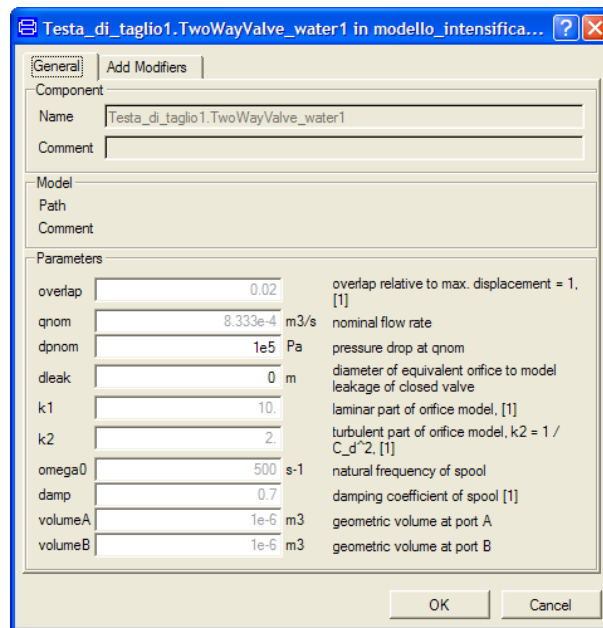 Testa_di_taglio1.TwoWayValve_water1 in modello_intensifica... ?
General Add Modifiers
Component
Name Testa_di_taglio1.TwoWayValve_water1
Comment
Model
Path
Comment
Parameters
overlap 0.02 overlap relative to max. displacement = 1,
[1]
qnom 8.333e-4 m3/s nominal flow rate
dpnom 1e5 Pa pressure drop at qnom
dleak 0 m diameter of equivalent orifice to model
leakage of closed valve
k1 10. laminar part of orifice model, [1]
k2 2. turbulent part of orifice model, k2 = 1 /
C_d^2, [1]
omega0 500 s-1 natural frequency of spool
damp 0.7 damping coefficient of spool [1]
volumeA 1e-6 m3 geometric volume at port A
volumeB 1e-6 m3 geometric volume at port B
OK Cancel